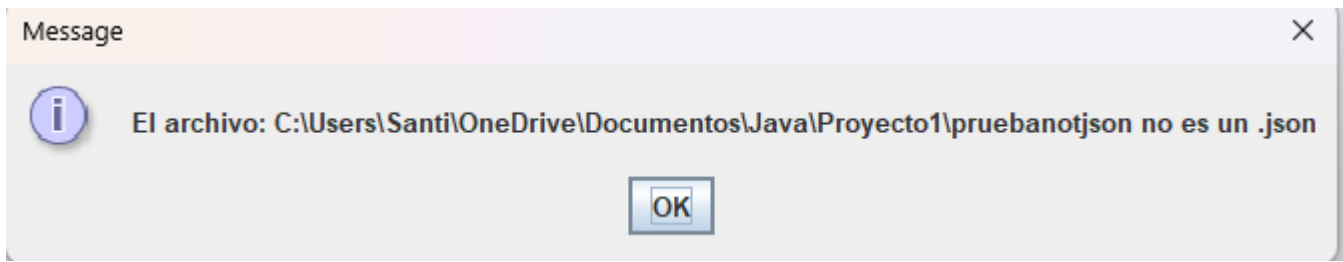 Message
El archivo: C:\Users\Santi\OneDrive\Documentos\Java\Proyecto1\pruebanotjson no es un .json
OK